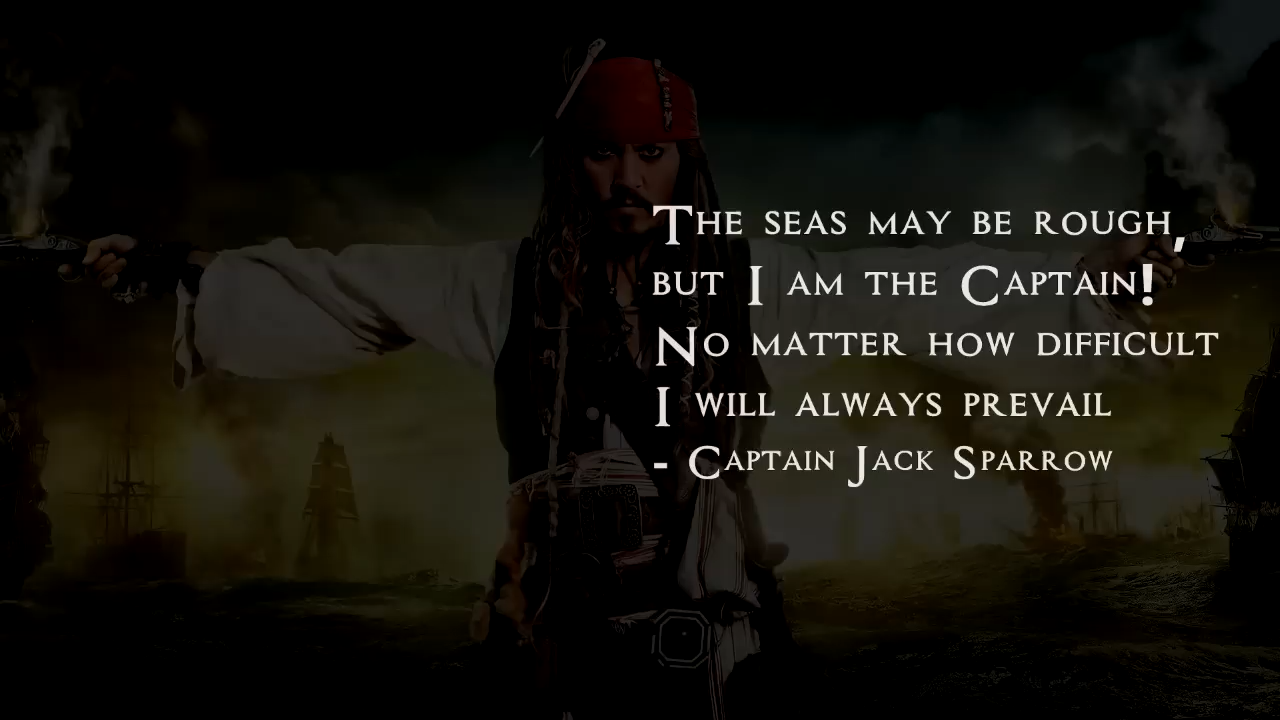 The seas may be rough,
but I am the Captain!
No matter how difficult
I will always prevail
- Captain Jack Sparrow